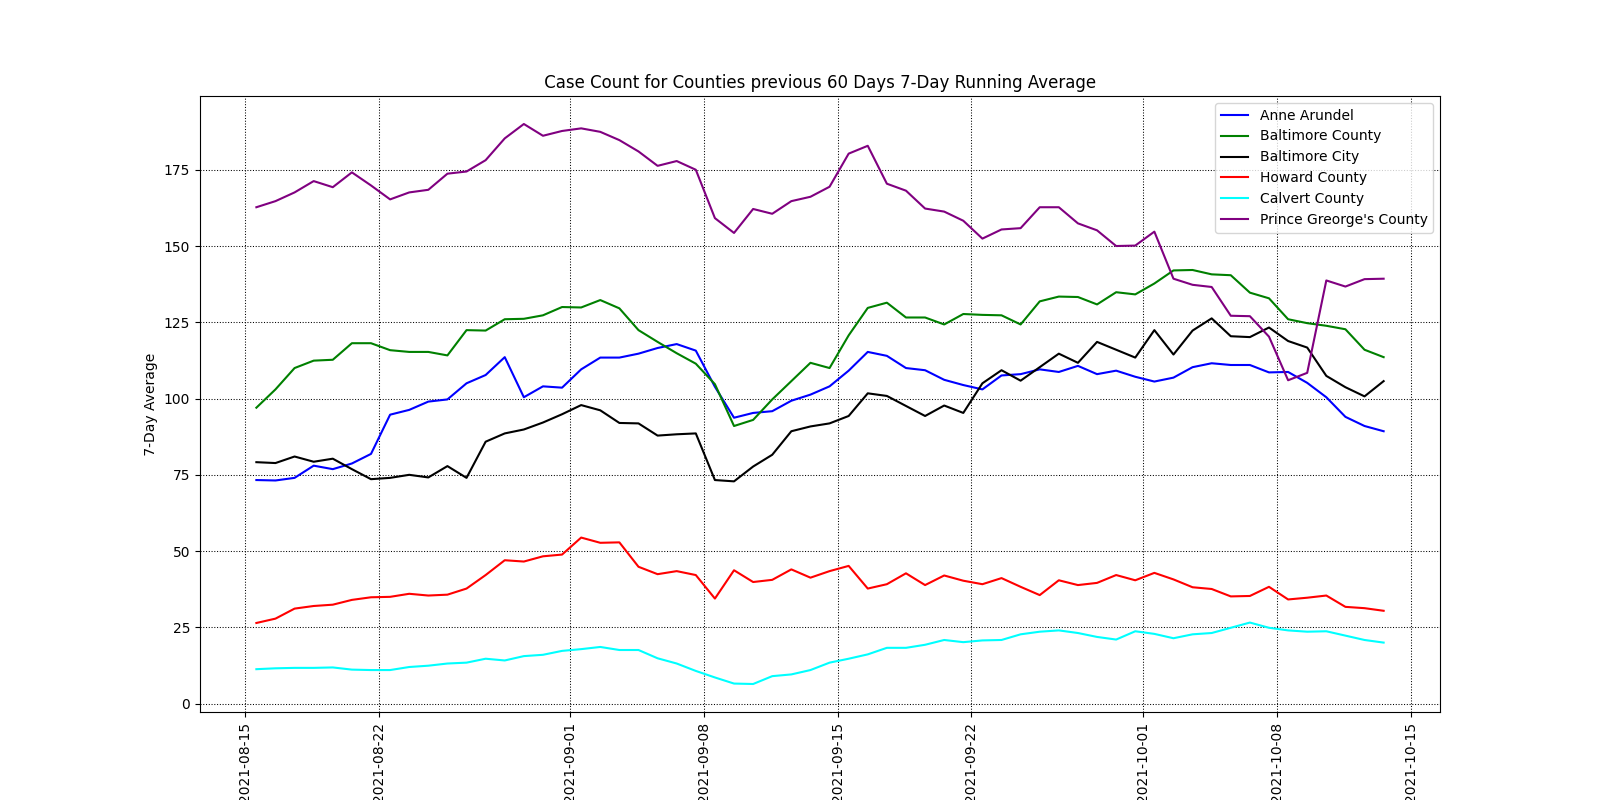 Case Count for Counties previous 60 Days 7-Day Running Average
Anne Arundel
Baltimore County
Baltimore City
Howard County
Calvert County
Prince Greorge's County
7-Day Average
175
150
125
100
75
50
25
0
2021-08-15
2021-08-22
2021-09-01
2021-09-08
2021-09-15
2021-09-22
2021-10-01
2021-10-08
2021-10-15